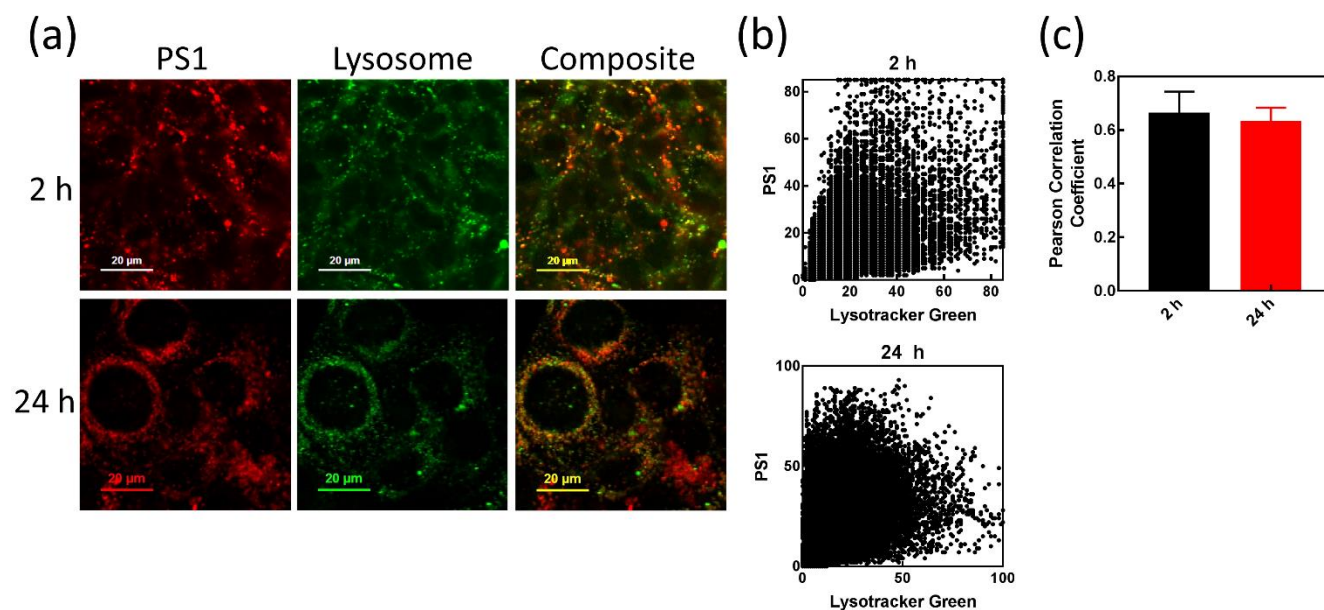 (a)
PS1 Lysosome Composite
2 h
20 µm 20 µm 20 µm
24 h
20 µm 20 µm 20 µm
(b)
2 h
PS1
80
60
40
20
0
0 20 40 60 80
Lysotracker Green
24 h
PS1
100
50
0
0 50 100
Lysotracker Green
(c)
Pearson Correlation
Coefficient
0.8
0.6
0.4
0.2
0.0
2 h 24 h